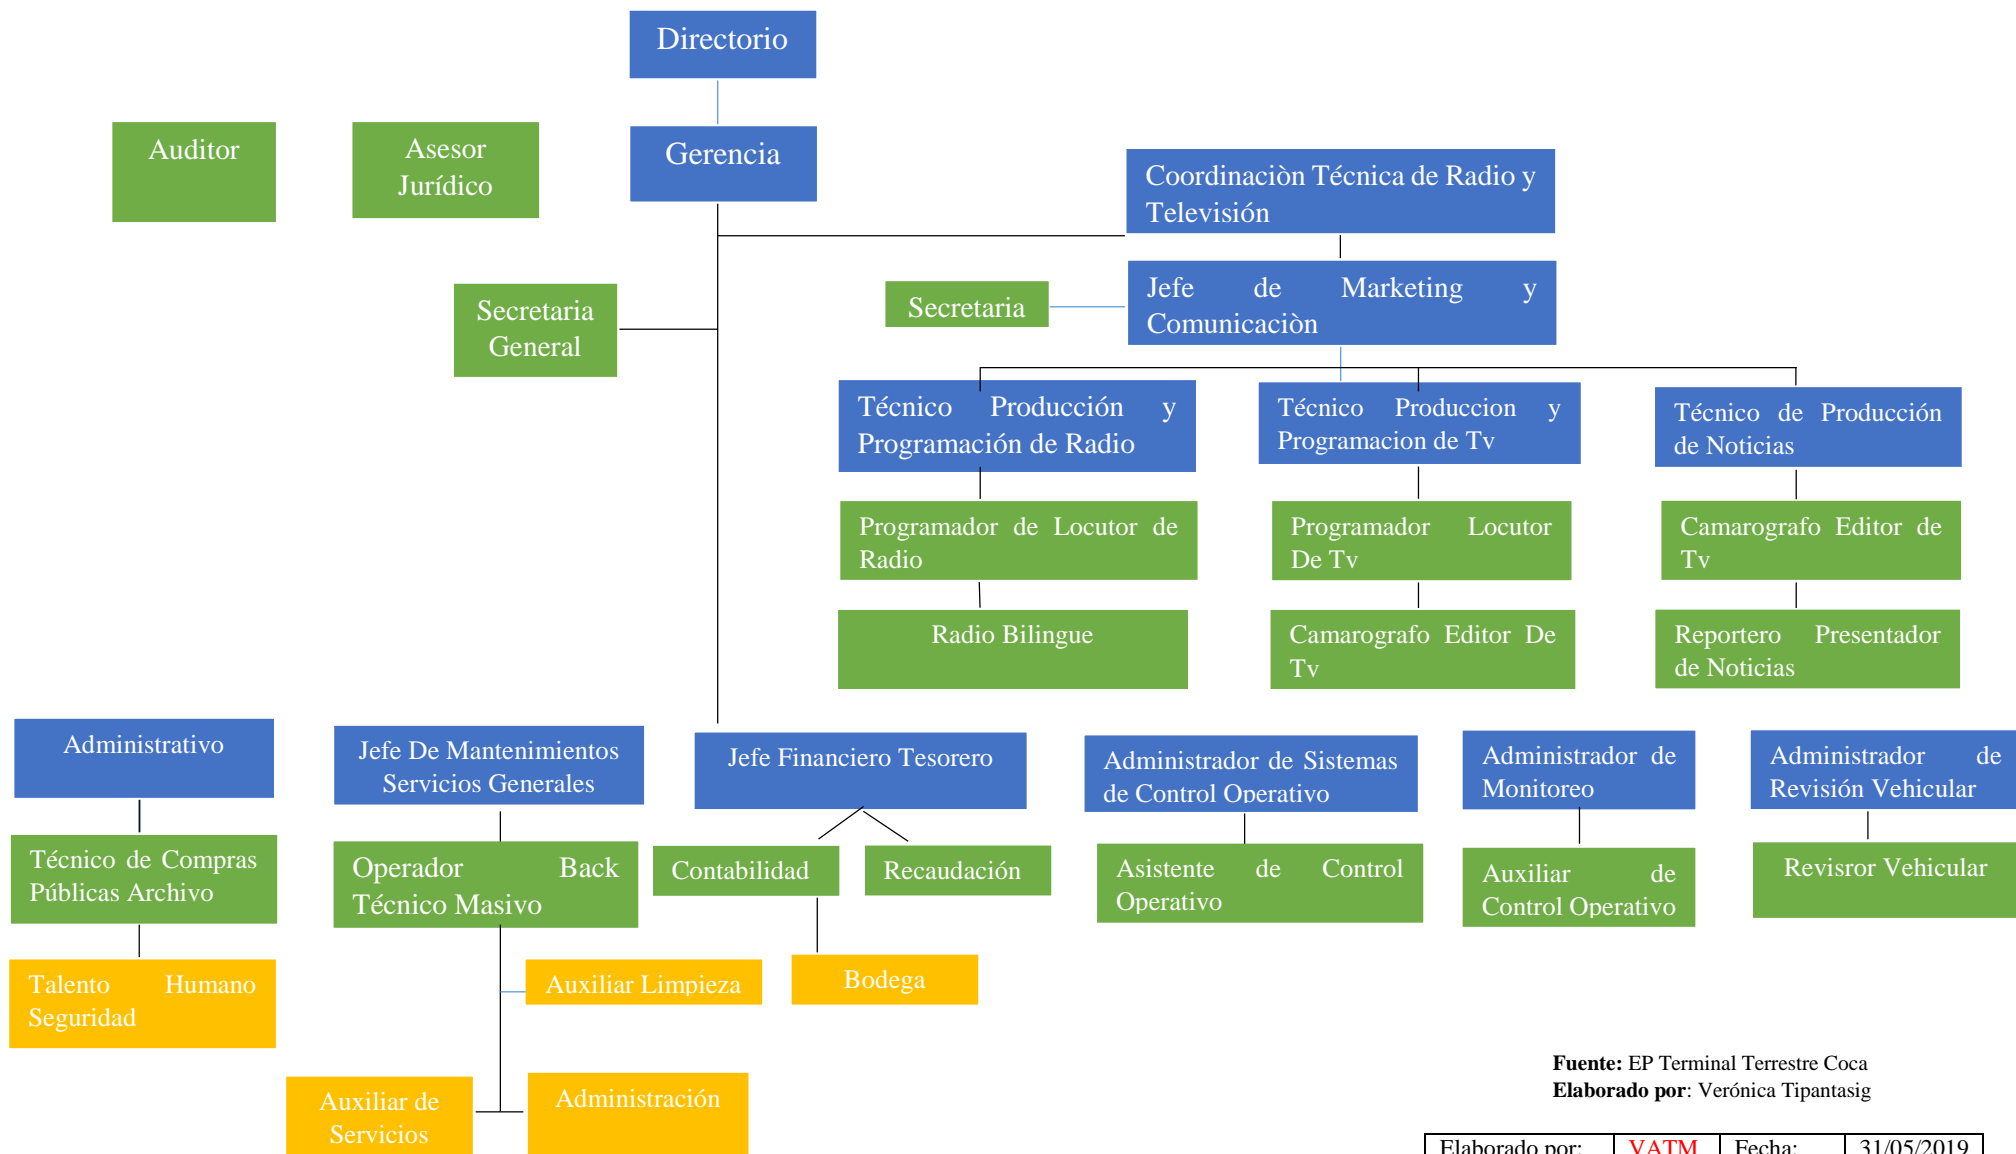 Directorio
Auditor
Asesor
Jurídico
Gerencia
Coordinaciòn Técnica de Radio y
Televisión
Secretaria
General
Secretaria
Jefe de Marketing y
Comunicaciòn
Técnico Producción y
Programación de Radio
Técnico Produccion y
Programacion de Tv
Técnico de Producción
de Noticias
Programador de Locutor de
Radio
Programador Locutor
De Tv
Camarografo Editor de
Tv
Radio Bilingue
Camarografo Editor De
Tv
Reportero Presentador
de Noticias
Administrativo
Jefe De Mantenimientos
Servicios Generales
Jefe Financiero Tesorero
Administrador de Sistemas
de Control Operativo
Administrador de
Monitoreo
Administrador de
Revisión Vehicular
Técnico de Compras
Públicas Archivo
Operador Back
Técnico Masivo
Contabilidad
Recaudación
Asistente de Control
Operativo
Auxiliar de
Control Operativo
Revisror Vehicular
Talento Humano
Seguridad
Auxiliar Limpieza
Bodega
Auxiliar de
Servicios
Administración
Fuente: EP Terminal Terrestre Coca
Elaborado por: Verónica Tipantasig
Elaborado por: VATM Fecha: 31/05/2019